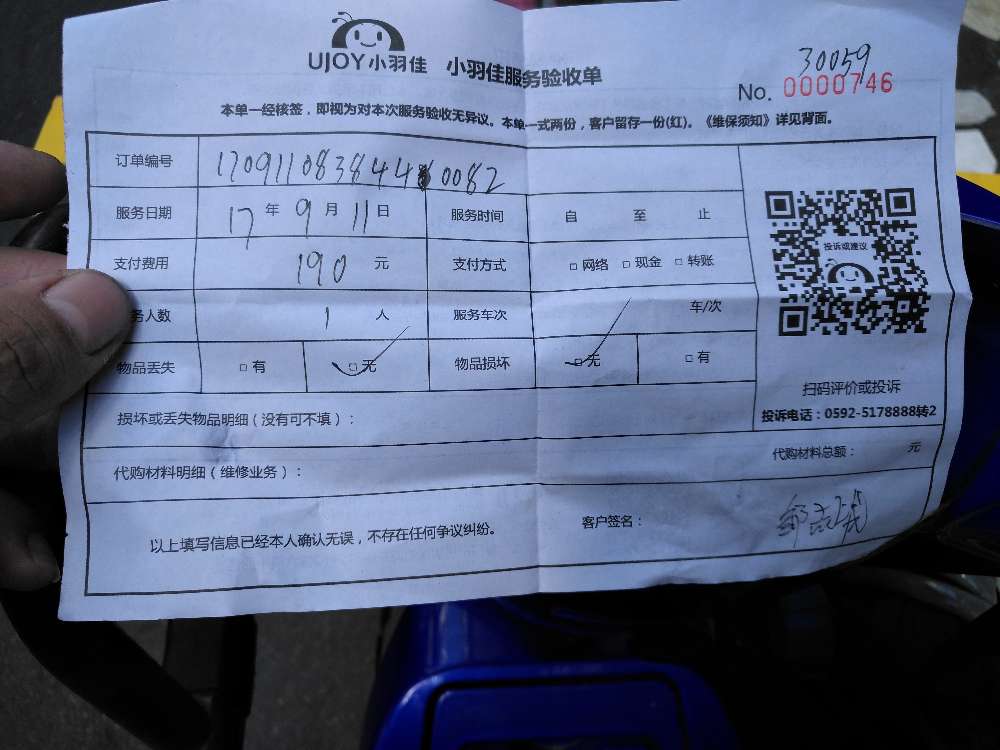 UJOY小羽佳 小羽佳服务验收单
30059
No. 0000746
本单一经核签，即视为对本次服务验收无异议。本单一式两份，客户留存一份(红)。《维保须知》详见背面。
订单编号 170911083844 0082
服务日期 17年 9月 11日 服务时间 自 至 止
支付费用 190 元 支付方式 □网络 □现金 □转账
务人数 1 人 服务车次 车/次
物品丢失 □有 □无 物品损坏 □无 □有
投诉或建议
扫码评价或投诉
投诉电话：0592-5178888转2
损坏或丢失物品明细（没有可不填）：
代购材料明细（维修业务）： 代购材料总额： 元
以上填写信息已经本人确认无误，不存在任何争议纠纷。 客户签名：